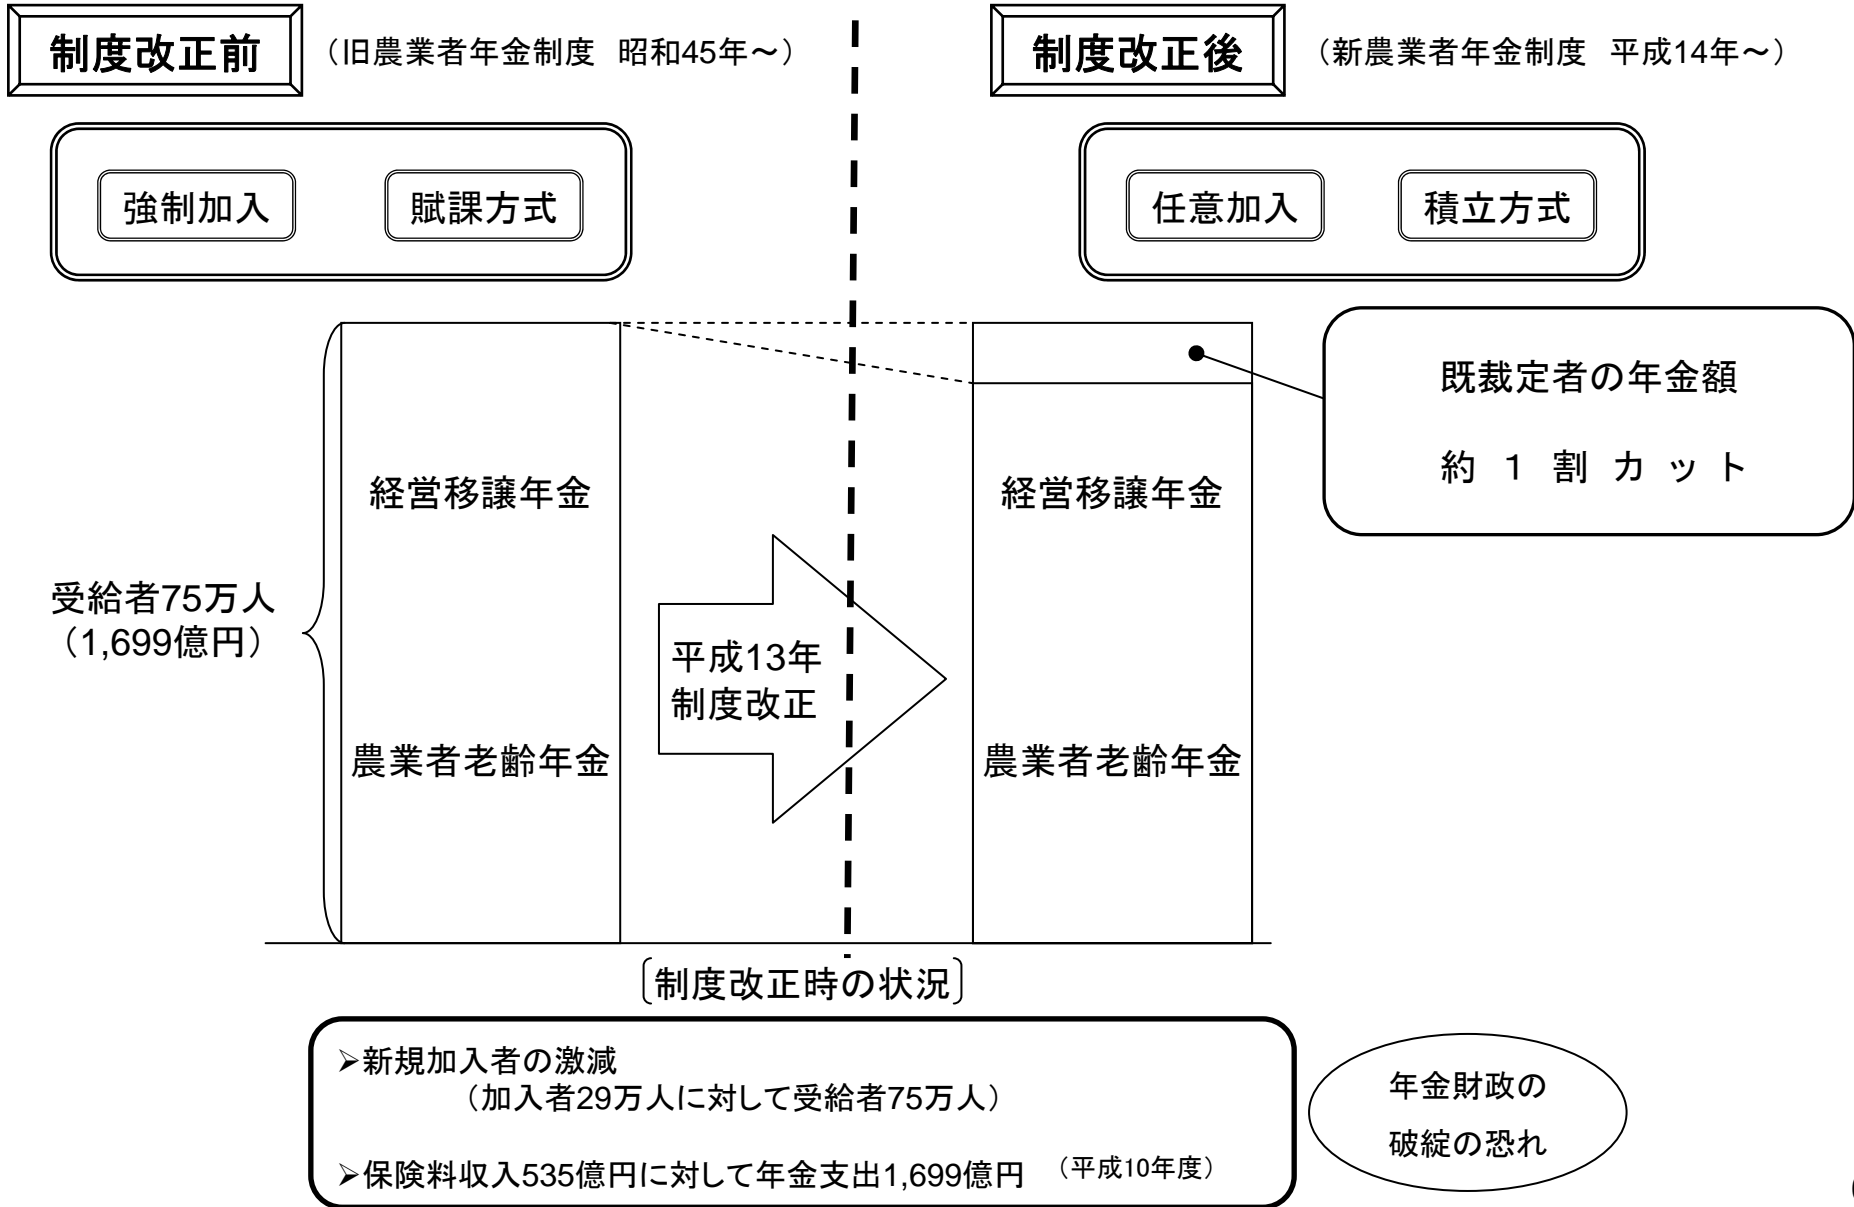 制度改正前
（旧農業者年金制度　昭和45年～）
強制加入
賦課方式
制度改正後
（新農業者年金制度　平成14年～）
任意加入
積立方式
受給者75万人
（1,699億円）
経営移譲年金
農業者老齢年金
平成13年
制度改正
経営移譲年金
農業者老齢年金
既裁定者の年金額
約　１　割　カ　ッ　ト
〔制度改正時の状況〕
➢新規加入者の激減
（加入者29万人に対して受給者75万人）
➢保険料収入535億円に対して年金支出1,699億円　（平成10年度）
年金財政の
破綻の恐れ